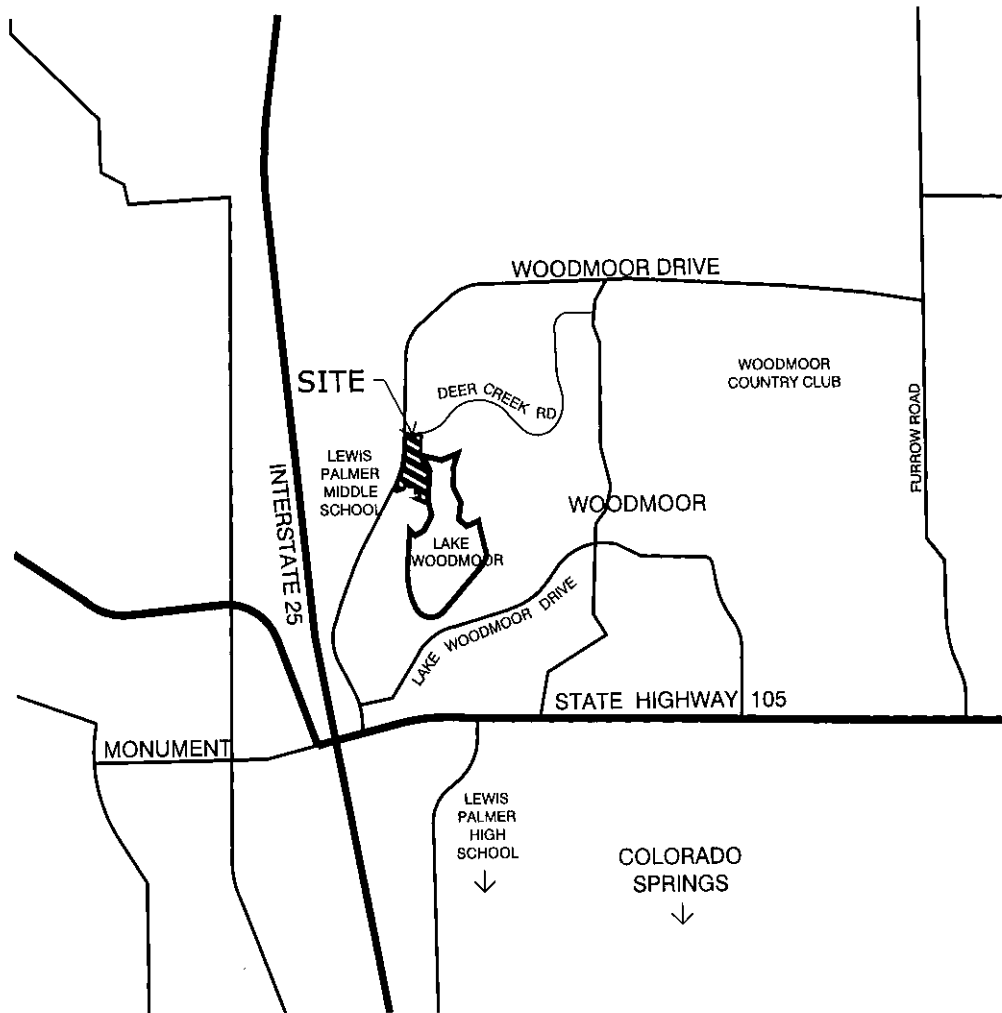 WOODMOOR DRIVE
WOODMOOR
COUNTRY CLUB
SITE
DEER CREEK RD
FURROW ROAD
LEWIS
PALMER
MIDDLE
SCHOOL
INTERSTATE 25
WOODMOOR
LAKE
WOODMOOR
LAKE WOODMOOR DRIVE
STATE HIGHWAY 105
MONUMENT
LEWIS
PALMER
HIGH
SCHOOL
COLORADO
SPRINGS